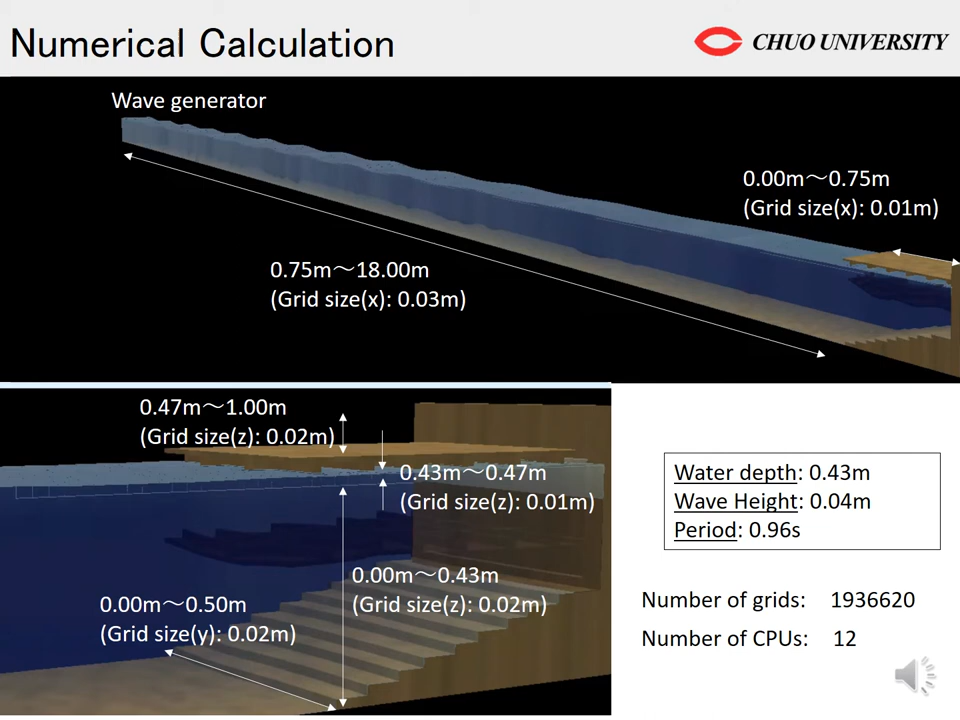 Numerical Calculation
CHUO UNIVERSITY
Wave generator
0.00m～0.75m
(Grid size(x): 0.01m)
0.75m～18.00m
(Grid size(x): 0.03m)
0.47m～1.00m
(Grid size(z): 0.02m)
0.43m～0.47m
(Grid size(z): 0.01m)
0.00m～0.43m
(Grid size(z): 0.02m)
0.00m～0.50m
(Grid size(y): 0.02m)
Water depth: 0.43m
Wave Height: 0.04m
Period: 0.96s
Number of grids: 1936620
Number of CPUs: 12